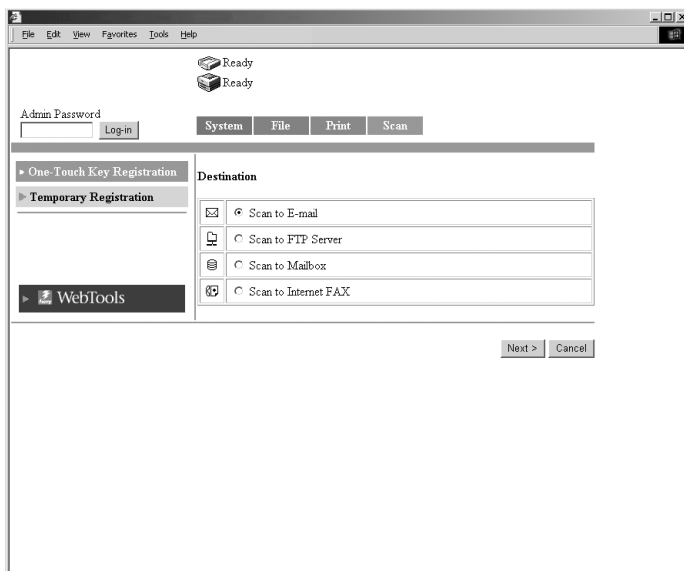 File Edit View Favorites Tools Help
Ready
Ready
Admin Password
Log-in
System File Print Scan
One-Touch Key Registration
Temporary Registration
Destination
Scan to E-mail
Scan to FTP Server
Scan to Mailbox
Scan to Internet FAX
WebTools
Next > Cancel